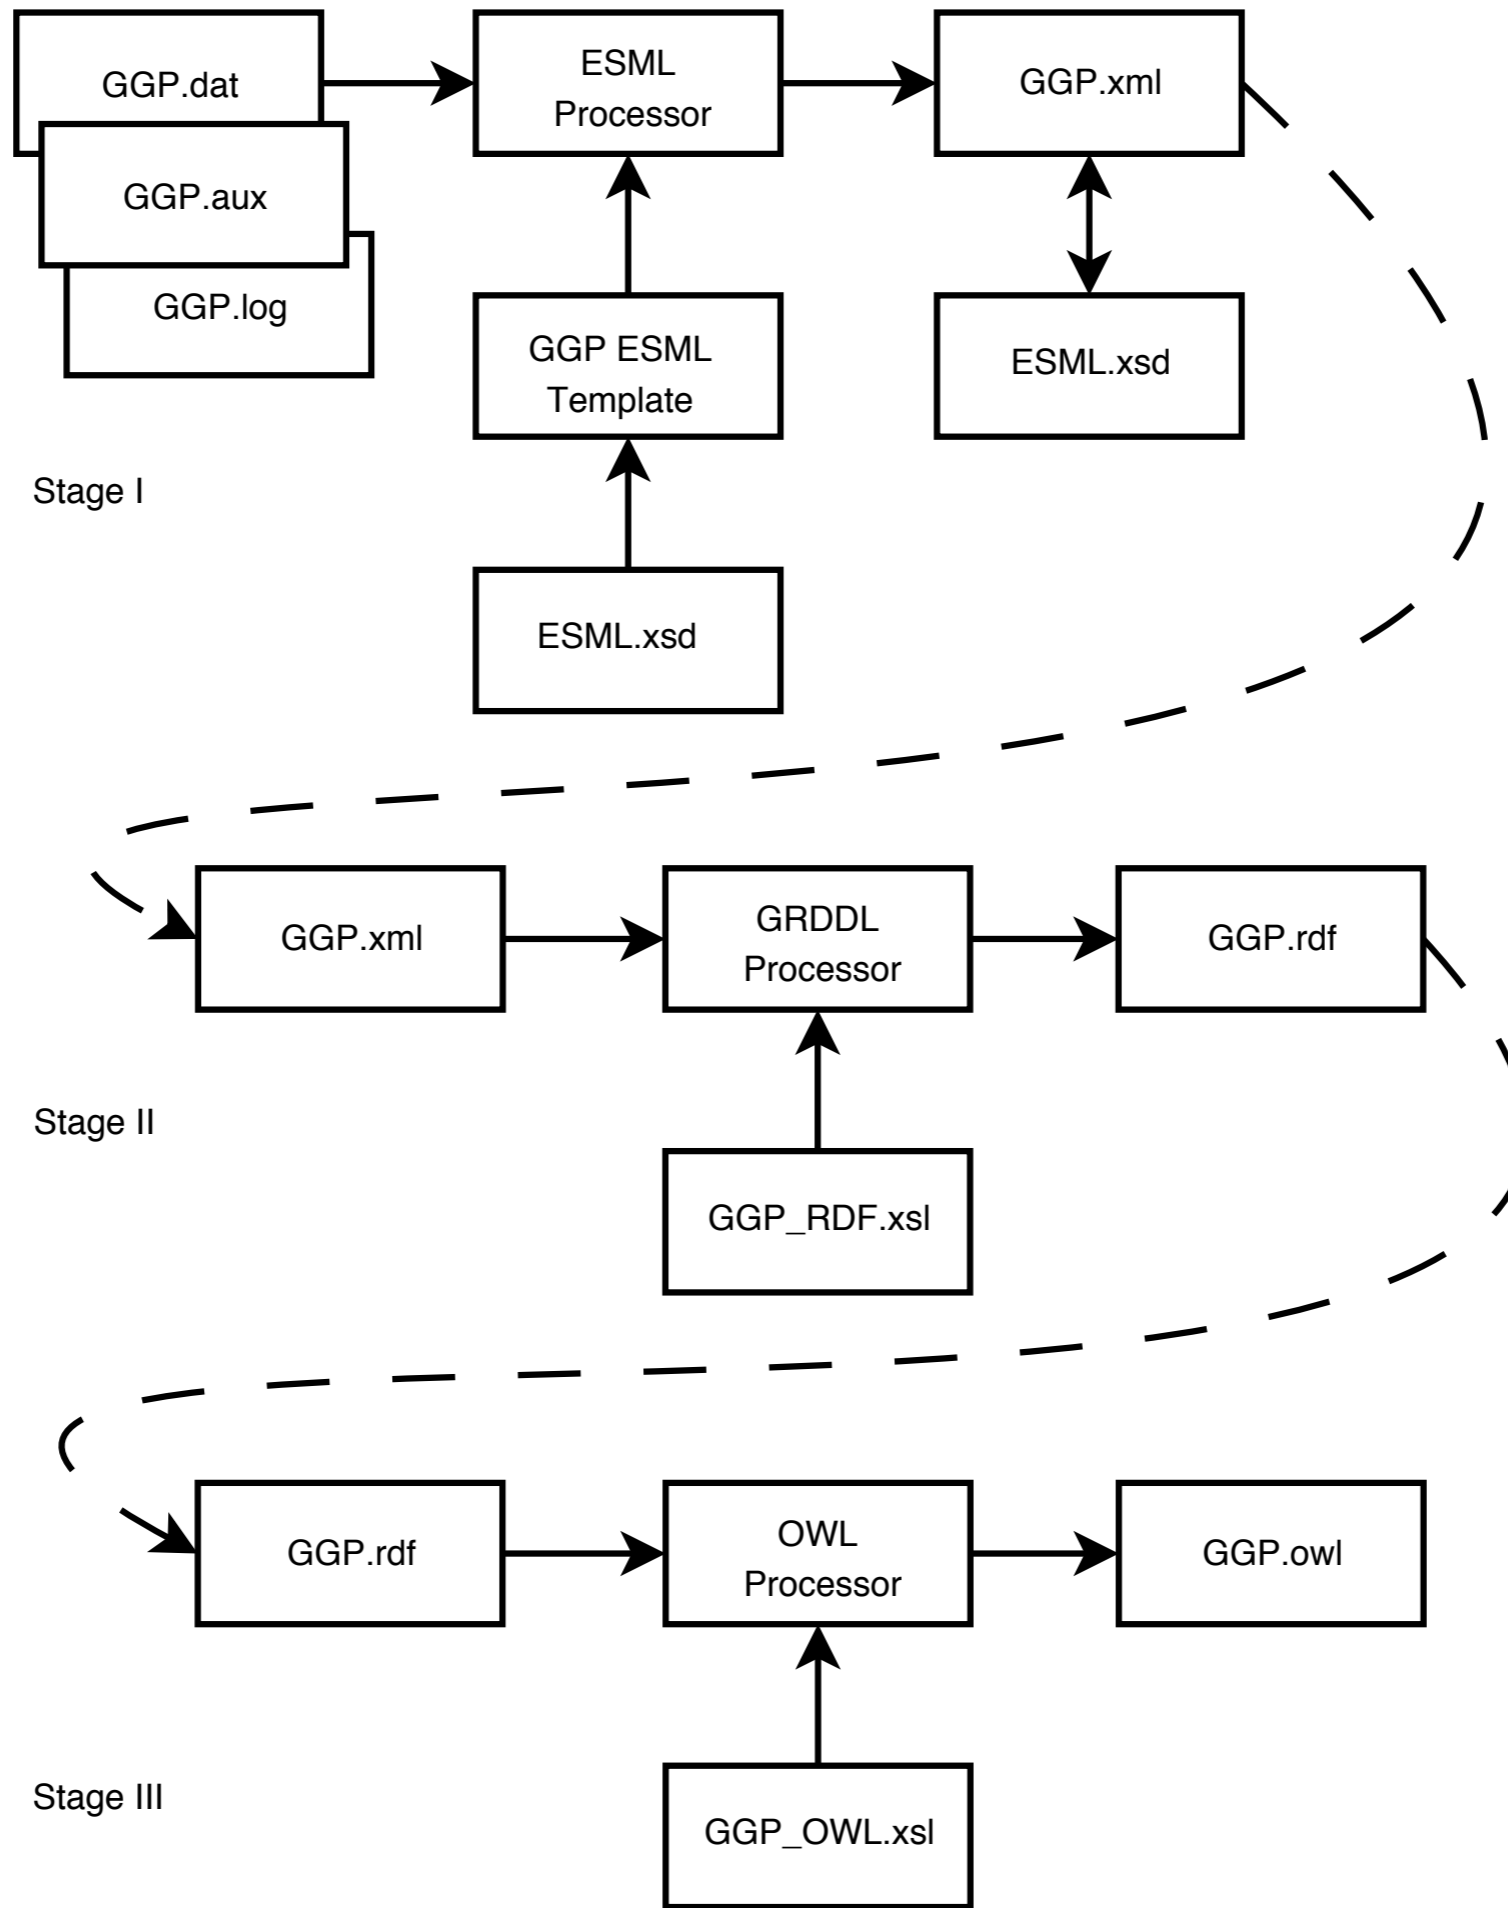 GGP.dat
GGP.aux
GGP.log
ESML
Processor
GGP.xml
GGP ESML
Template
ESML.xsd
ESML.xsd
Stage I
GGP.xml
GRDDL
Processor
GGP.rdf
GGP_RDF.xsl
Stage II
GGP.rdf
OWL
Processor
GGP.owl
GGP_OWL.xsl
Stage III